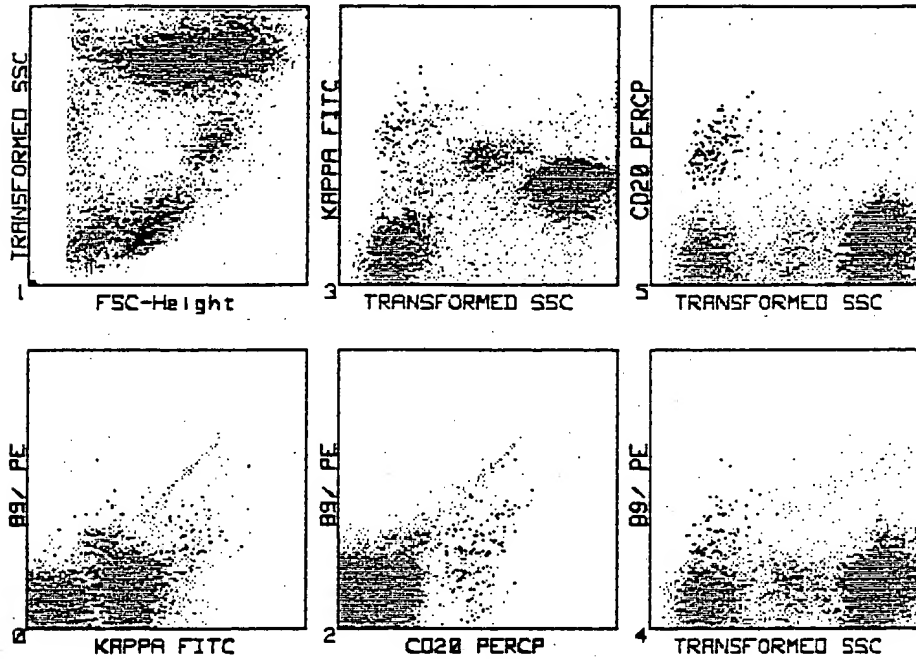 TRANSFORMED SSC
1
FSC-Height
KAPPA FITC
3
TRANSFORMED SSC
CD20 PERCP
5
TRANSFORMED SSC
B9/ PE
0
KAPPA FITC
B9/ PE
2
CD20 PERCP
B9/ PE
4
TRANSFORMED SSC